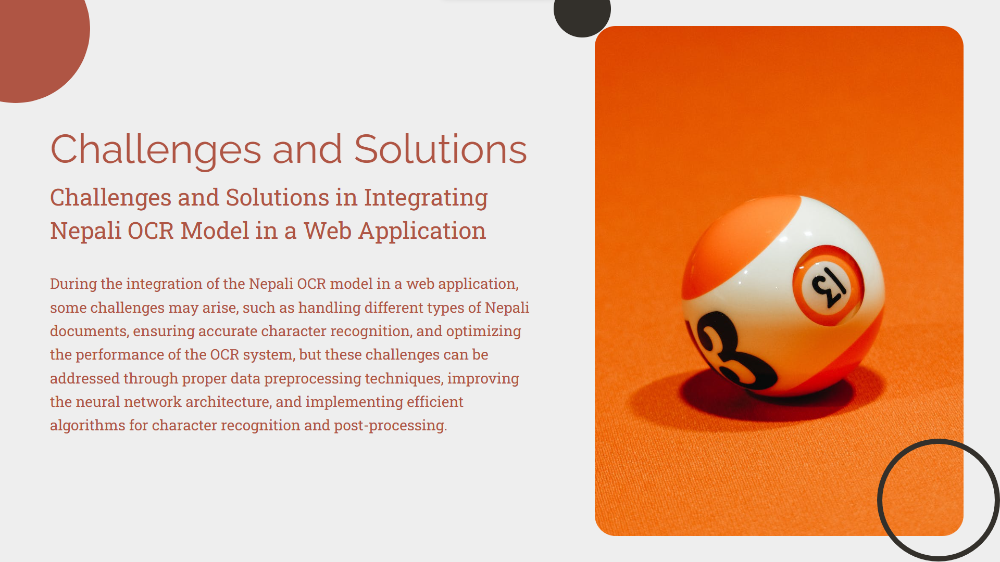 Challenges and Solutions
Challenges and Solutions in Integrating
Nepali OCR Model in a Web Application
During the integration of the Nepali OCR model in a web application,
some challenges may arise, such as handling different types of Nepali
documents, ensuring accurate character recognition, and optimizing
the performance of the OCR system, but these challenges can be
addressed through proper data preprocessing techniques, improving
the neural network architecture, and implementing efficient
algorithms for character recognition and post-processing.
13